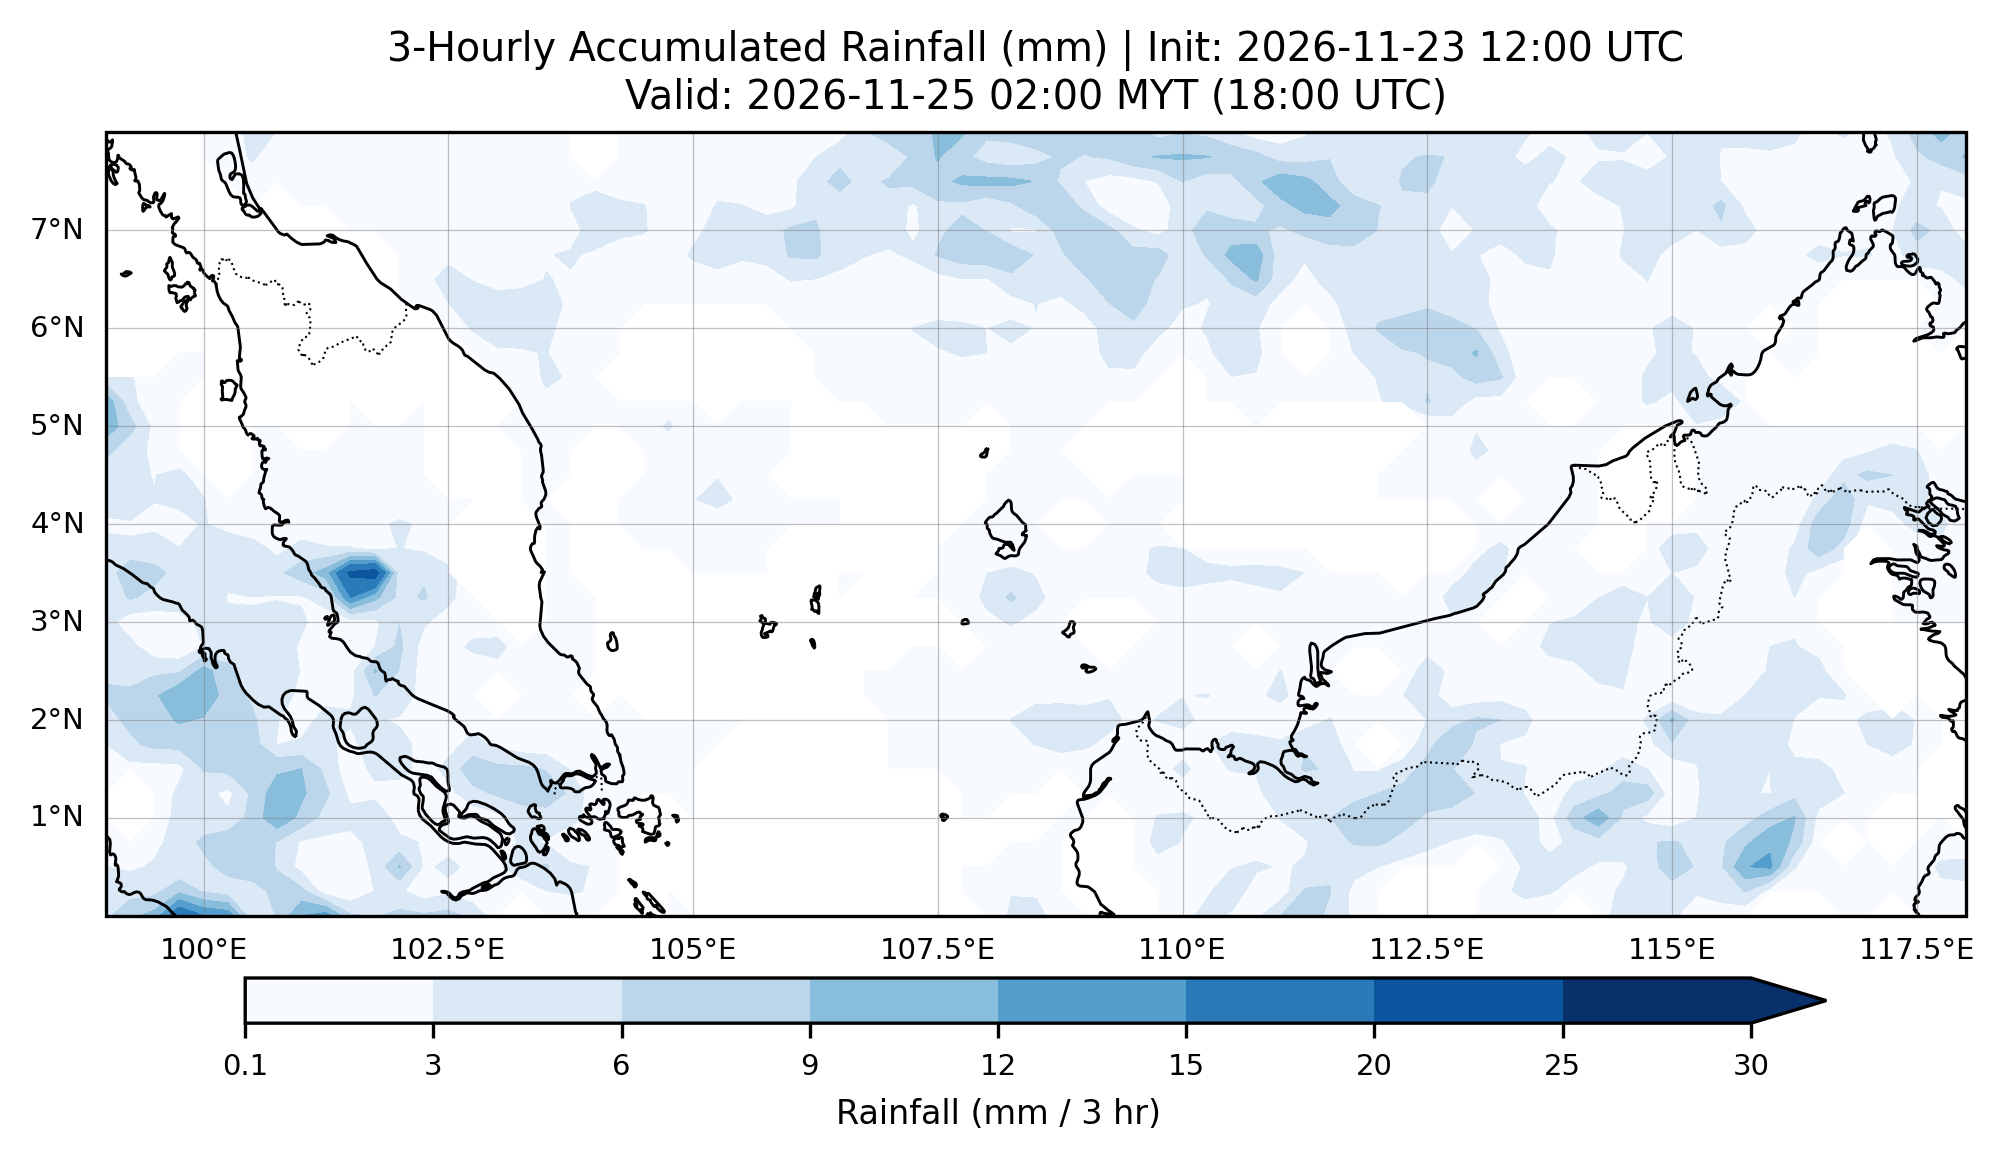 3-Hourly Accumulated Rainfall (mm) | Init: 2026-11-23 12:00 UTC
Valid: 2026-11-25 02:00 MYT (18:00 UTC)
7°N
6°N
5°N
4°N
3°N
2°N
1°N
100°E 102.5°E 105°E 107.5°E 110°E 112.5°E 115°E 117.5°E
0.1 3 6 9 12 15 20 25 30
Rainfall (mm / 3 hr)